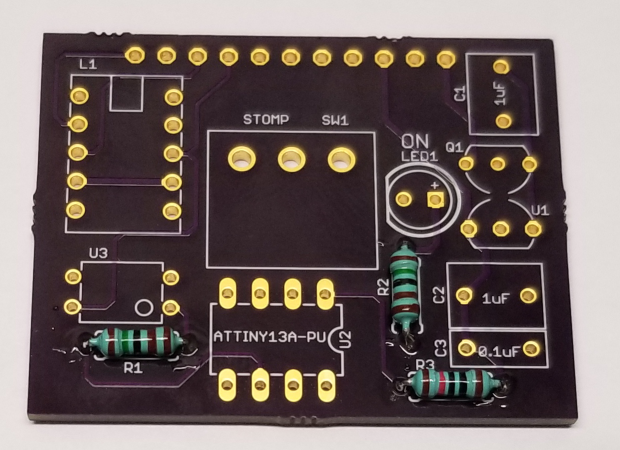 L1
C1
1uF
STOMP SW1
ON
LED1
+
Q1
U1
U3
R2
C2
1uF
ATTINY13A-PU
U2
C3
0.1uF
R1
R3